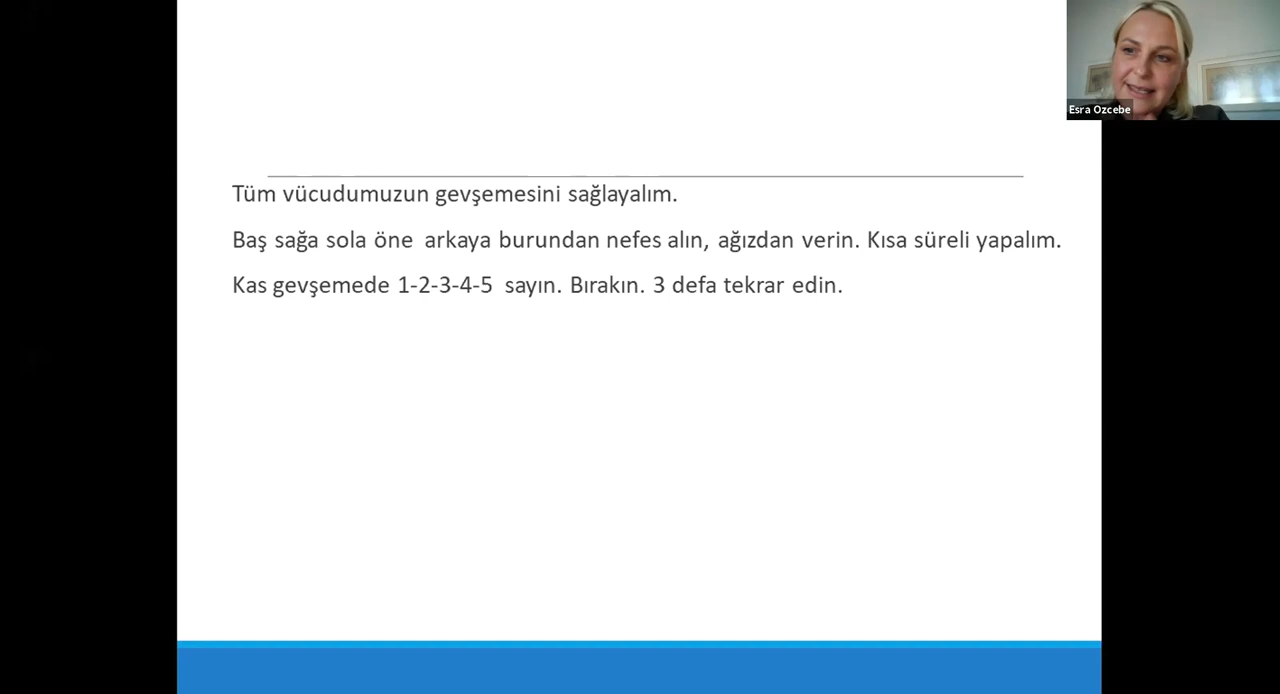 Esra Ozcebe
Tüm vücudumuzun gevşemesini sağlayalım.
Baş sağa sola öne arkaya burundan nefes alın, ağızdan verin. Kısa süreli yapalım.
Kas gevşemede 1-2-3-4-5 sayın. Bırakın. 3 defa tekrar edin.